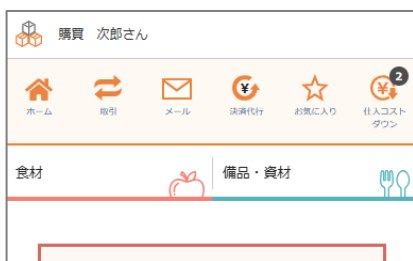 購買 次郎さん
2
ホーム 取引 メール 決済代行 お気に入り 仕入コスト
ダウン
食材 備品・資材